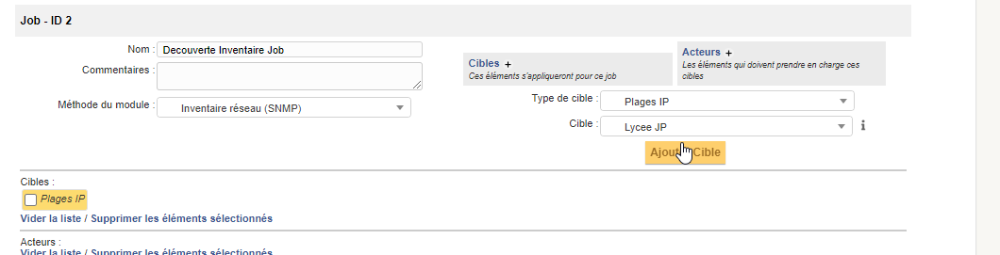 Job - ID 2
Nom : Decouverte Inventaire Job
Commentaires :
Méthode du module : Inventaire réseau (SNMP)
Cibles +
Ces éléments s'appliqueront pour ce job
Acteurs +
Les éléments qui doivent prendre en charge ces
cibles
Type de cible : Plages IP
Cible : Lycee JP
Cible
Cibles :
Plages IP
Vider la liste / Supprimer les éléments sélectionnés
Acteurs :
Vider la liste / Supprimer les éléments sélectionnés